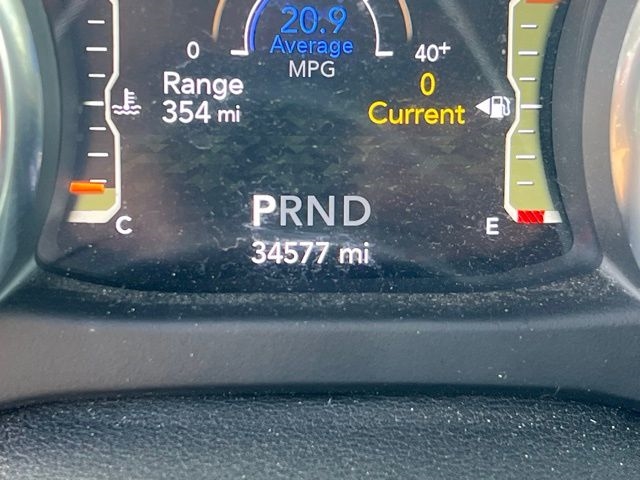 20.9
Average
MPG
0
40+
Range
354 mi
0
Current
PRND
C
E
34577 mi